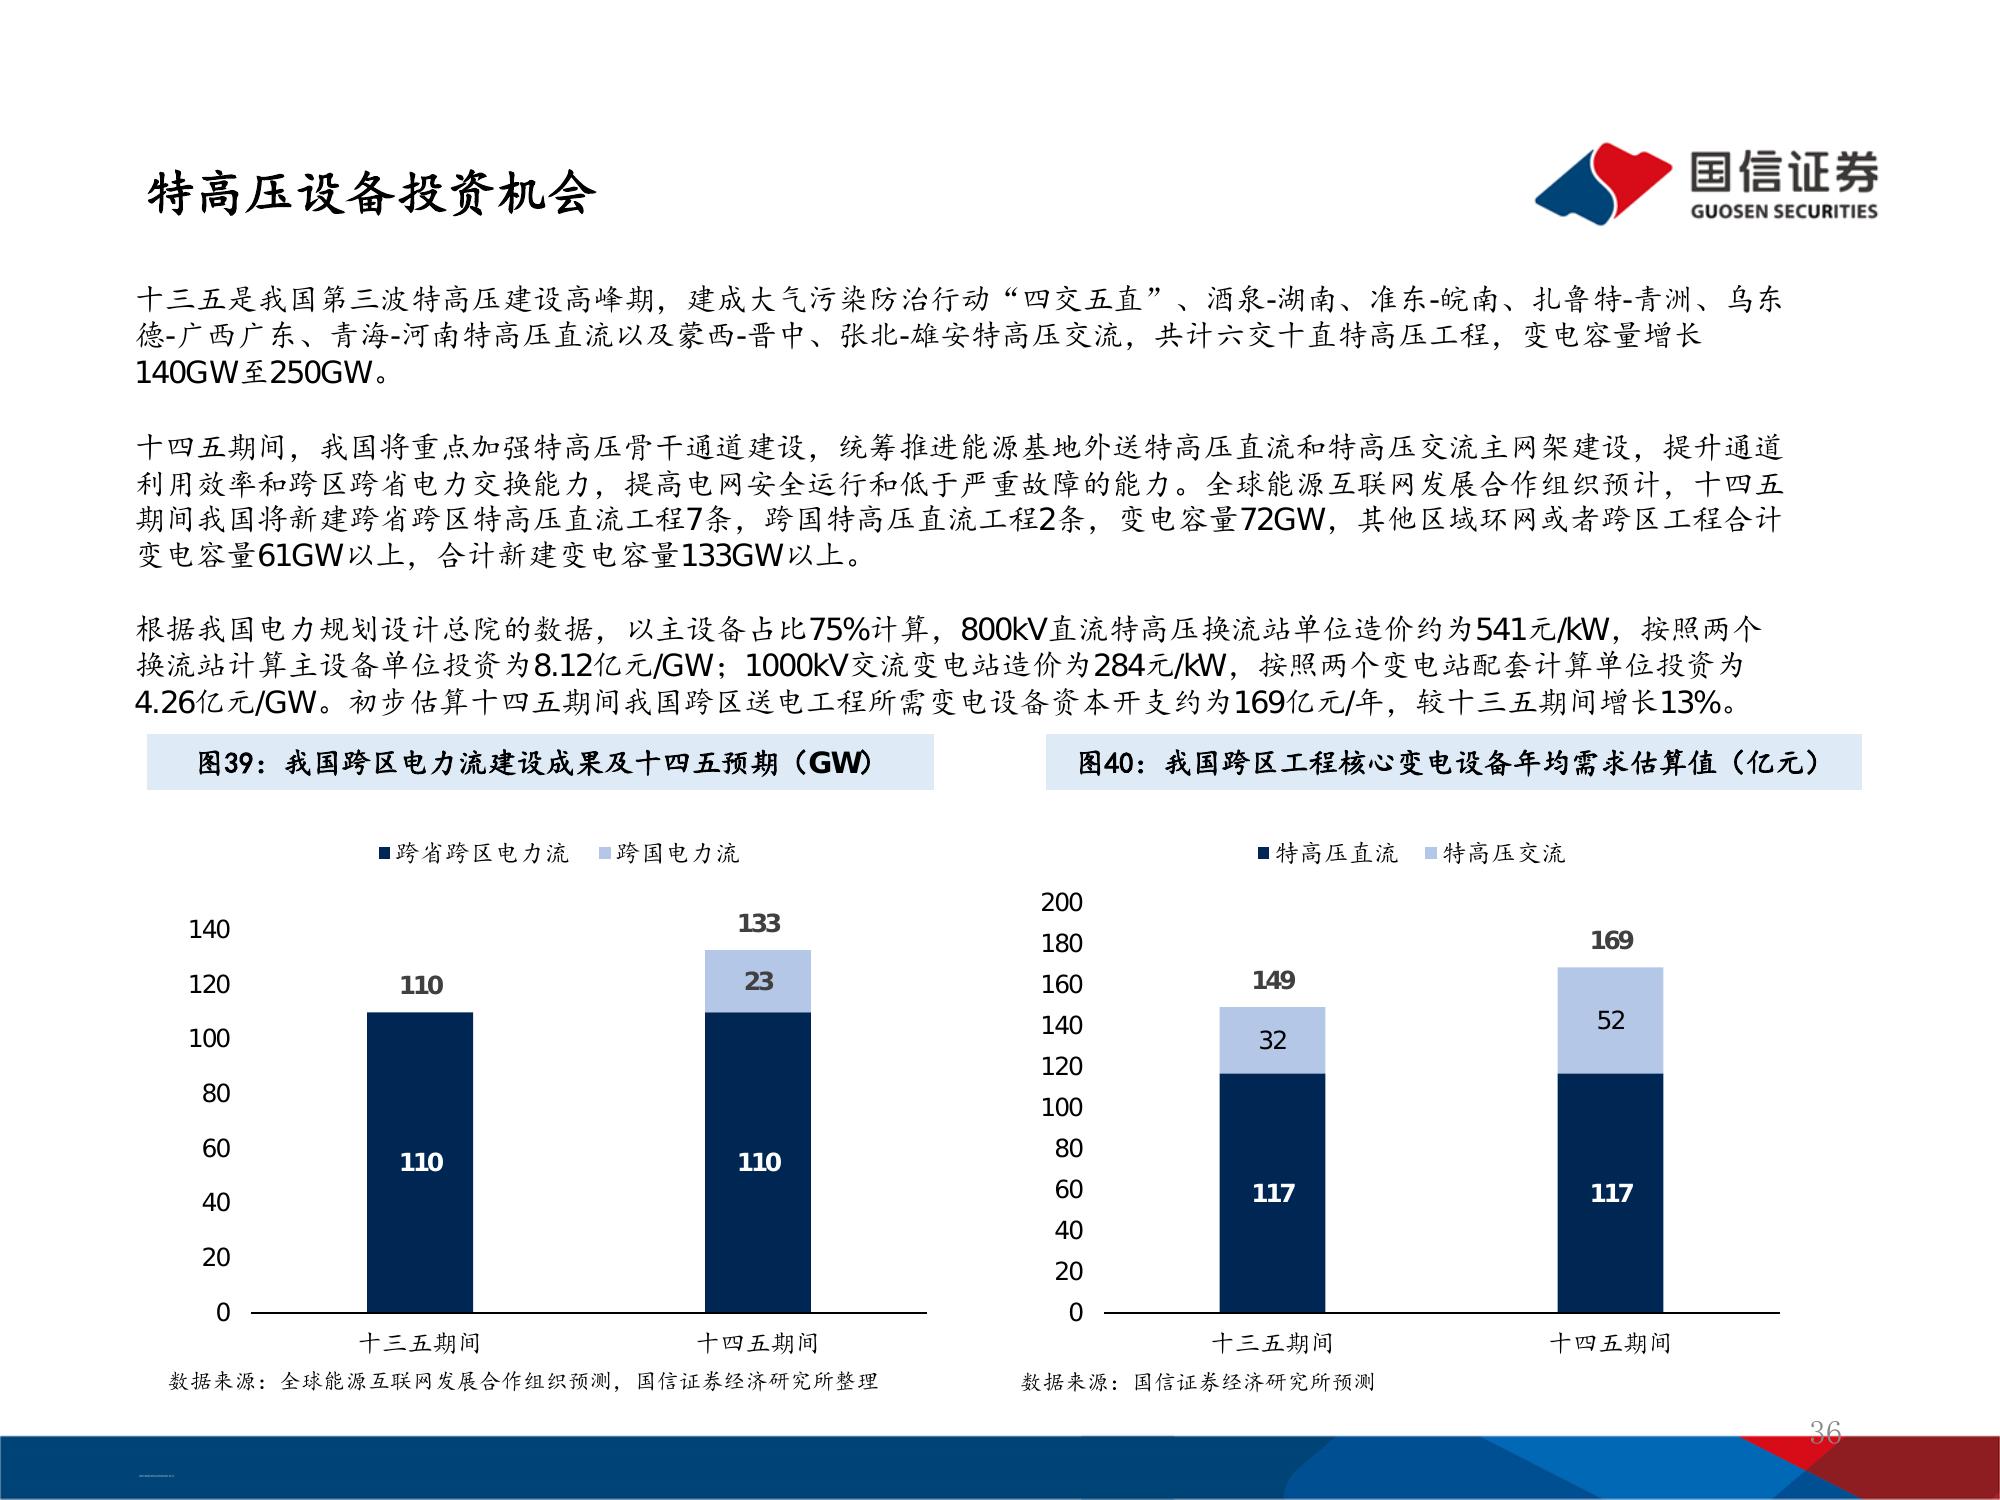 特高压设备投资机会
国信证券
GUOSEN SECURITIES
十三五是我国第三波特高压建设高峰期，建成大气污染防治行动“四交五直”、酒泉-湖南、准东-皖南、扎鲁特-青洲、乌东
德-广西广东、青海-河南特高压直流以及蒙西-晋中、张北-雄安特高压交流，共计六交十直特高压工程，变电容量增长
140GW至250GW。
十四五期间，我国将重点加强特高压骨干通道建设，统筹推进能源基地外送特高压直流和特高压交流主网架建设，提升通道
利用效率和跨区跨省电力交换能力，提高电网安全运行和低于严重故障的能力。全球能源互联网发展合作组织预计，十四五
期间我国将新建跨省跨区特高压直流工程7条，跨国特高压直流工程2条，变电容量72GW，其他区域环网或者跨区工程合计
变电容量61GW以上，合计新建变电容量133GW以上。
根据我国电力规划设计总院的数据，以主设备占比75%计算，800kV直流特高压换流站单位造价约为541元/kW，按照两个
换流站计算主设备单位投资为8.12亿元/GW；1000kV交流变电站造价为284元/kW，按照两个变电站配套计算单位投资为
4.26亿元/GW。初步估算十四五期间我国跨区送电工程所需变电设备资本开支约为169亿元/年，较十三五期间增长13%。
图39：我国跨区电力流建设成果及十四五预期（GW）
跨省跨区电力流 跨国电力流
140
120
100
80
60
40
20
0
110
110
133
23
110
十三五期间 十四五期间
数据来源：全球能源互联网发展合作组织预测，国信证券经济研究所整理
图40：我国跨区工程核心变电设备年均需求估算值（亿元）
特高压直流 特高压交流
200
180
160
140
120
100
80
60
40
20
0
149
32
117
169
52
117
十三五期间 十四五期间
数据来源：国信证券经济研究所预测
36